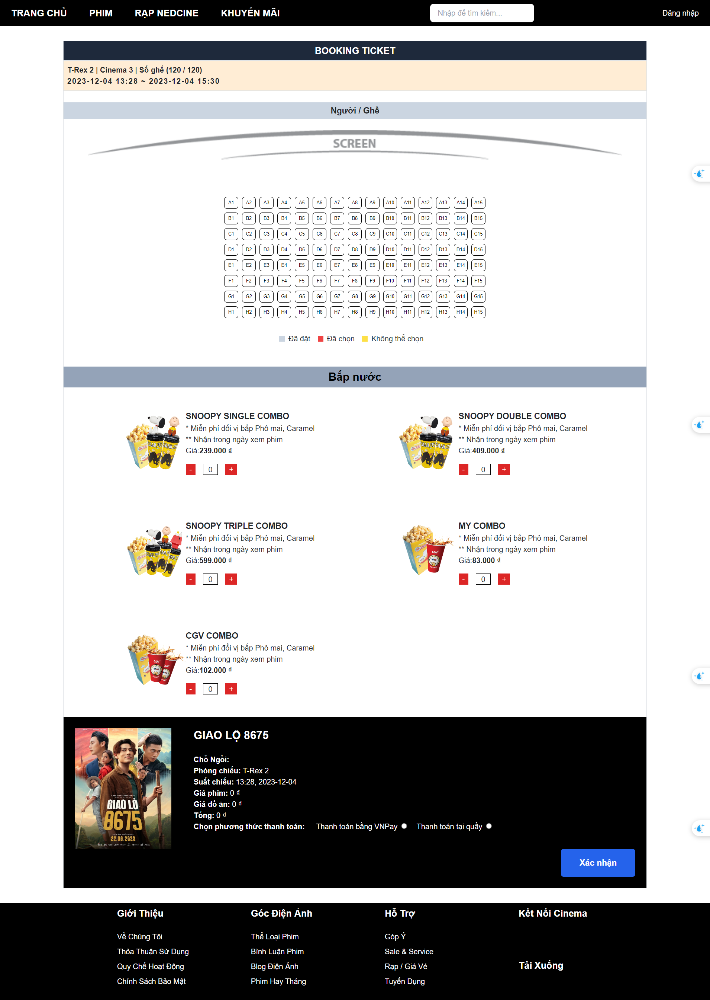 TRANG CHỦ PHIM RẠP NEDCINE KHUYẾN MÃI Nhập để tìm kiếm... Đăng nhập
BOOKING TICKET
T-Rex 2 | Cinema 3 | Số ghế (120 / 120)
2023-12-04 13:28 ~ 2023-12-04 15:30
Người / Ghế
SCREEN
A1 A2 A3 A4 A5 A6 A7 A8 A9 A10 A11 A12 A13 A14 A15
B1 B2 B3 B4 B5 B6 B7 B8 B9 B10 B11 B12 B13 B14 B15
C1 C2 C3 C4 C5 C6 C7 C8 C9 C10 C11 C12 C13 C14 C15
D1 D2 D3 D4 D5 D6 D7 D8 D9 D10 D11 D12 D13 D14 D15
E1 E2 E3 E4 E5 E6 E7 E8 E9 E10 E11 E12 E13 E14 E15
F1 F2 F3 F4 F5 F6 F7 F8 F9 F10 F11 F12 F13 F14 F15
G1 G2 G3 G4 G5 G6 G7 G8 G9 G10 G11 G12 G13 G14 G15
H1 H2 H3 H4 H5 H6 H7 H8 H9 H10 H11 H12 H13 H14 H15
Đã đặt Đã chọn Không thể chọn
Bắp nước
SNOOPY SINGLE COMBO
* Miễn phí đổi vị bắp Phô mai, Caramel
** Nhận trong ngày xem phim
Giá:239.000 ₫
- 0 +
SNOOPY DOUBLE COMBO
* Miễn phí đổi vị bắp Phô mai, Caramel
** Nhận trong ngày xem phim
Giá:409.000 ₫
- 0 +
SNOOPY TRIPLE COMBO
* Miễn phí đổi vị bắp Phô mai, Caramel
** Nhận trong ngày xem phim
Giá:599.000 ₫
- 0 +
MY COMBO
* Miễn phí đổi vị bắp Phô mai, Caramel
** Nhận trong ngày xem phim
Giá:83.000 ₫
- 0 +
CGV COMBO
* Miễn phí đổi vị bắp Phô mai, Caramel
** Nhận trong ngày xem phim
Giá:102.000 ₫
- 0 +
GIAO LỘ
8675
22.09.2023
GIAO LỘ 8675
Chỗ Ngồi:
Phòng chiếu: T-Rex 2
Suất chiếu: 13:28, 2023-12-04
Giá phim: 0 ₫
Giá đồ ăn: 0 ₫
Tổng: 0 ₫
Chọn phương thức thanh toán: Thanh toán bằng VNPay Thanh toán tại quầy
Xác nhận
Giới Thiệu
Về Chúng Tôi
Thỏa Thuận Sử Dụng
Quy Chế Hoạt Động
Chính Sách Bảo Mật
Góc Điện Ảnh
Thể Loại Phim
Bình Luận Phim
Blog Điện Ảnh
Phim Hay Tháng
Hỗ Trợ
Góp Ý
Sale & Service
Rạp / Giá Vé
Tuyển Dụng
Kết Nối Cinema
Tải Xuống